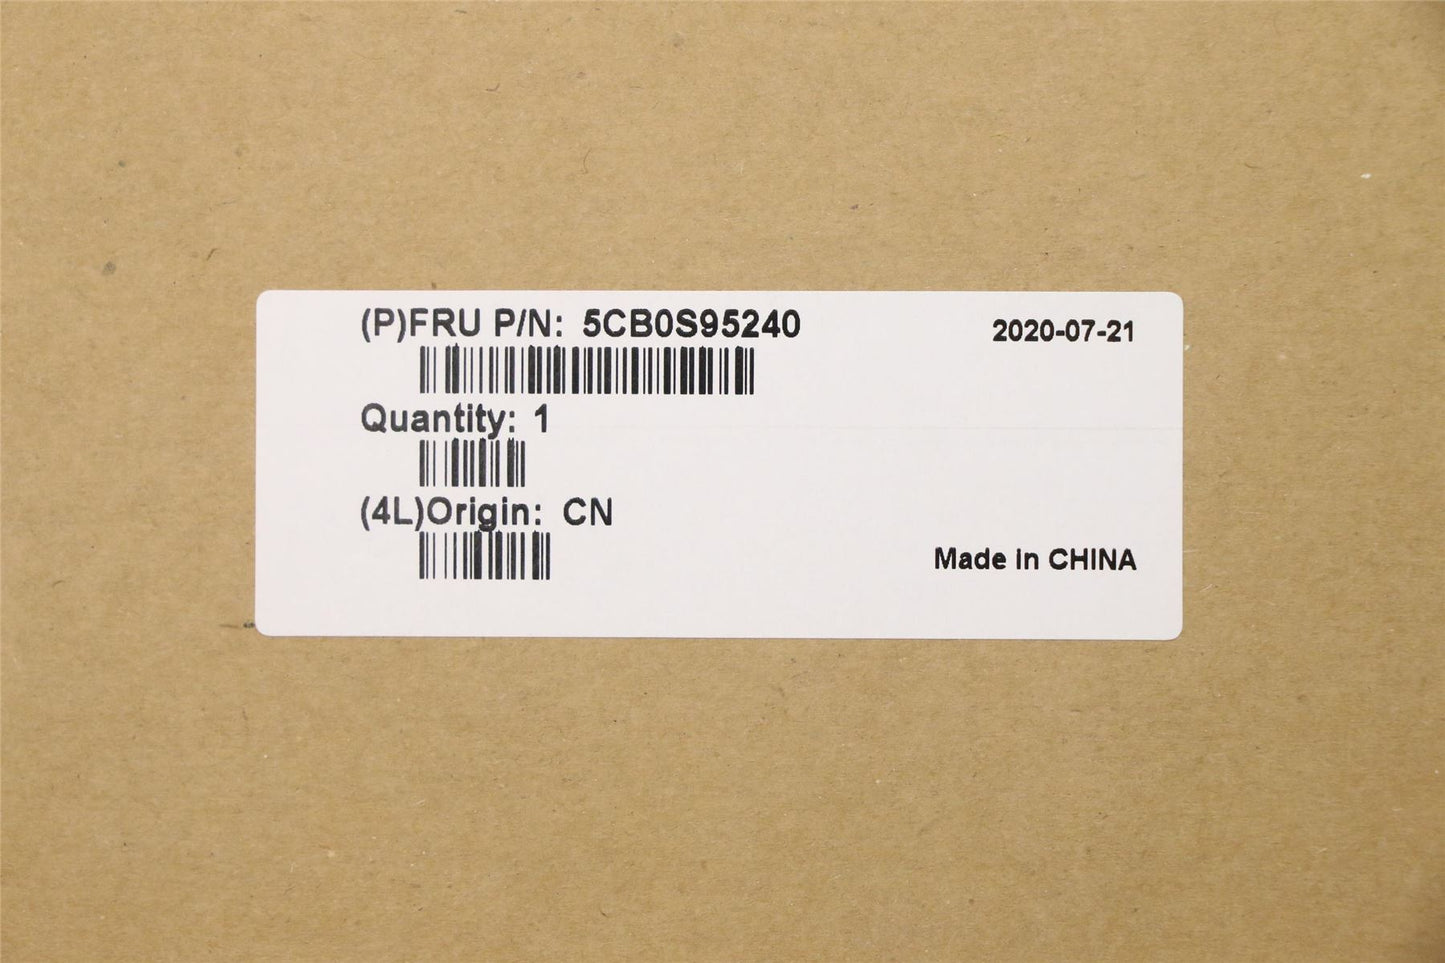 (P)FRU P/N: 5CB0S95240
2020-07-21
Quantity: 1
(4L)Origin: CN
Made in CHINA